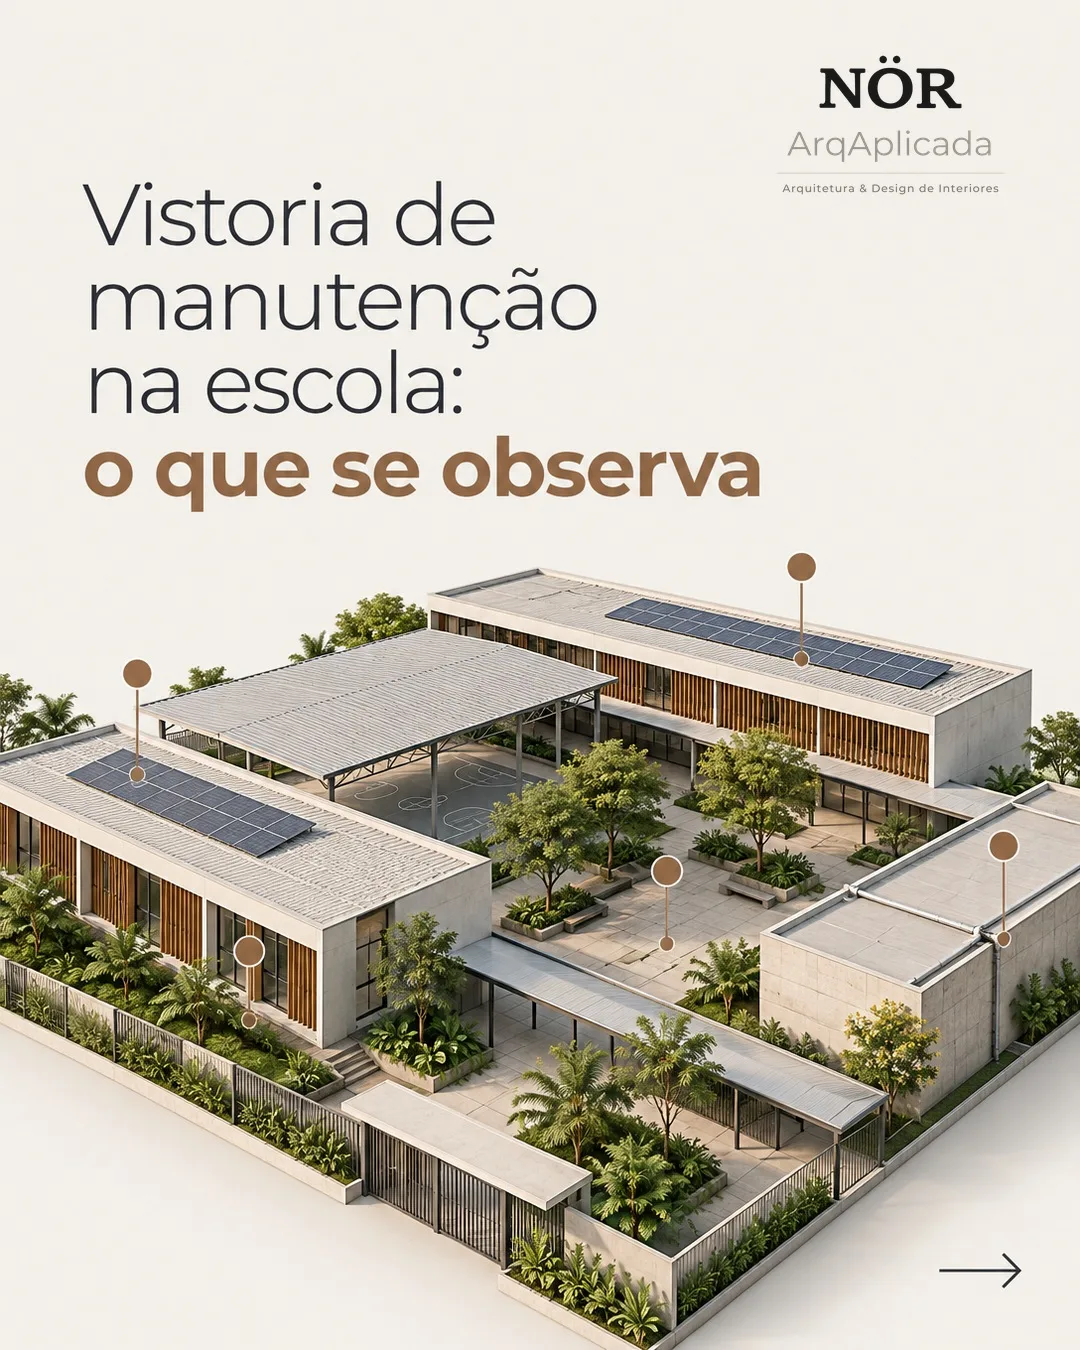 NÖR
ArqAplicada
Arquitetura & Design de Interiores
Vistoria de
manutenção
na escola:
o que se observa